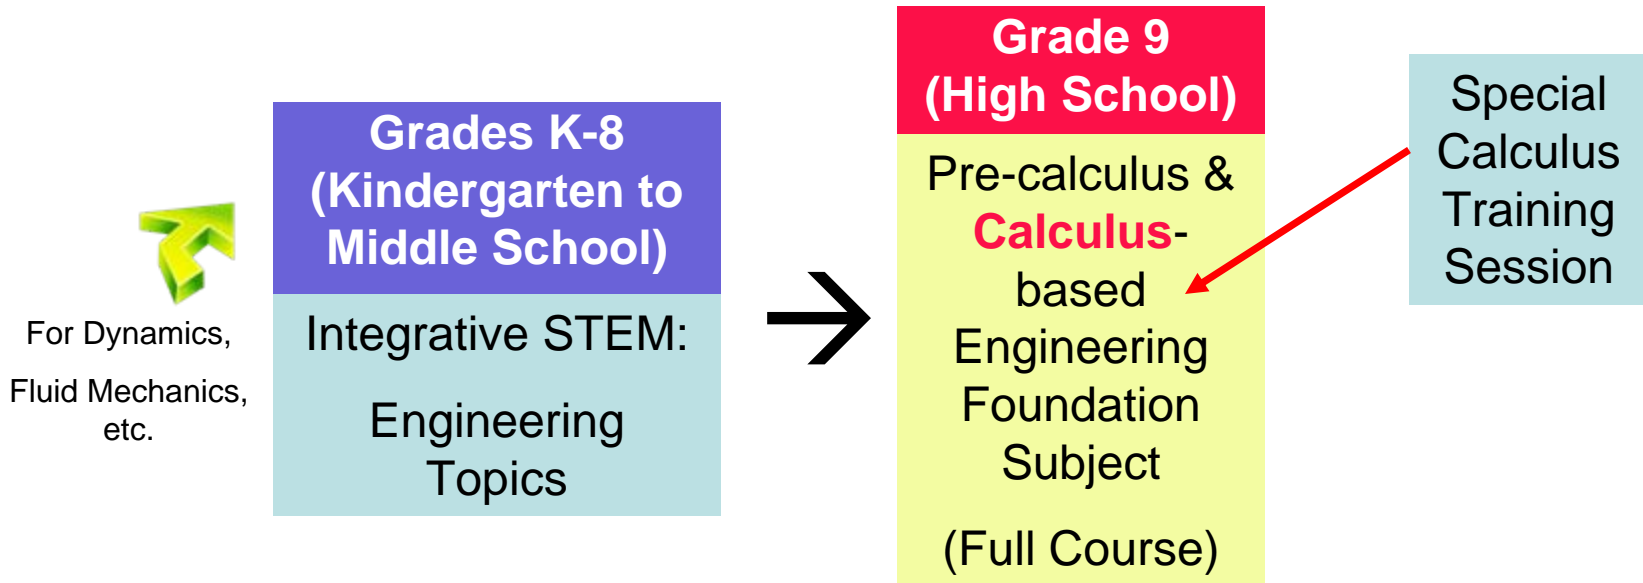 For Dynamics,
Fluid Mechanics,
etc.
Grades K-8
(Kindergarten to
Middle School)
Integrative STEM:
Engineering
Topics
Grade 9
(High School)
Pre-calculus &
Calculus-
based
Engineering
Foundation
Subject
(Full Course)
Special
Calculus
Training
Session